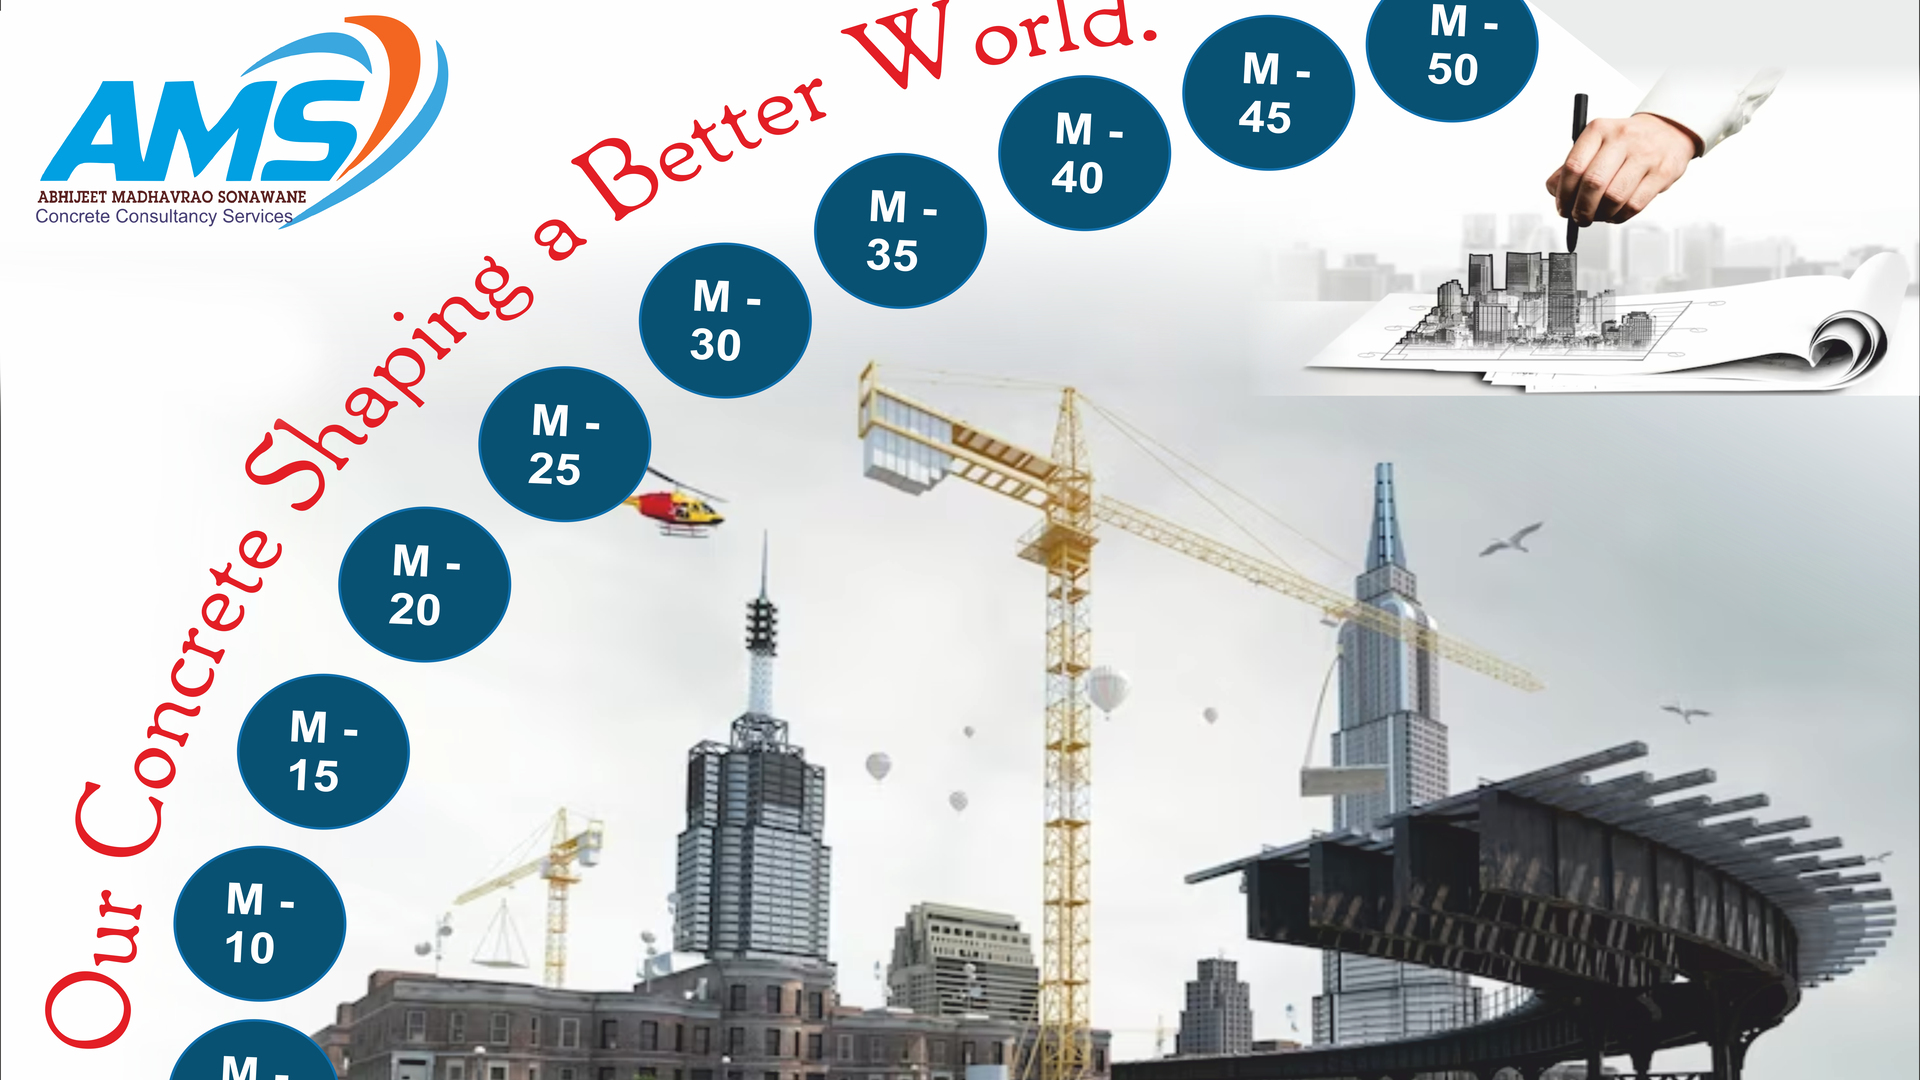 AMS
ABHIJEET MADHAVRAO SONAWANE
Concrete Consultancy Services
Our Concrete Shaping a Better World.
M -
50
M -
45
M -
40
M -
35
M -
30
M -
25
M -
20
M -
15
M -
10
M -